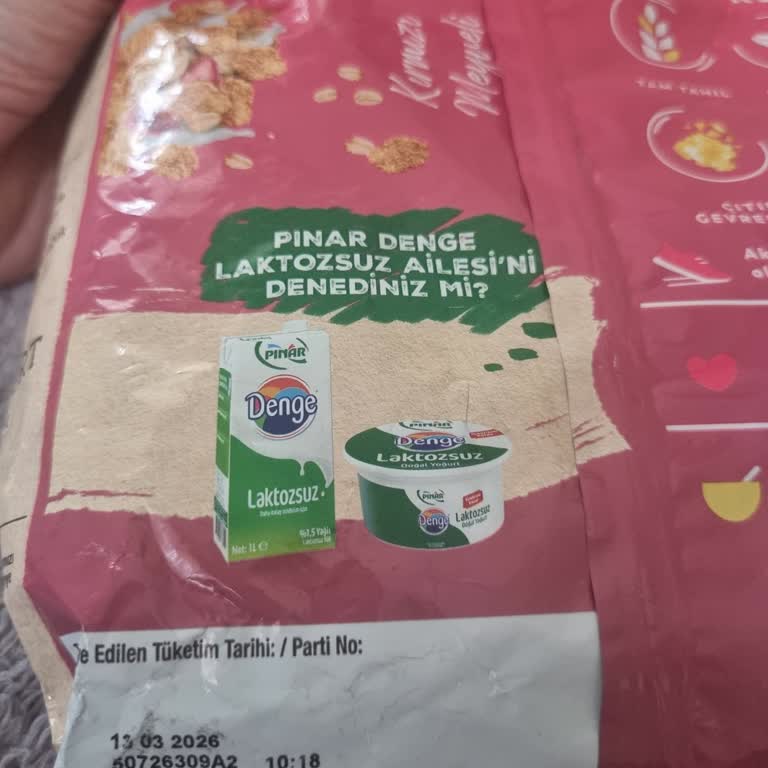 Kırmızı
Meyveli
TAM TAHIL
PINAR DENGE
LAKTOZSUZ AİLESİ'Nİ
DENEDİNİZ Mİ?
PINAR
Denge
Laktozsuz
%1,5 Yağlı
Net: 1L e
PINAR
Denge
Laktozsuz
Doğal Yoğurt
PINAR
Denge
Laktozsuz
Doğal Yoğurt
e Edilen Tüketim Tarihi: / Parti No:
13 03 2026
50726309A2 10:18